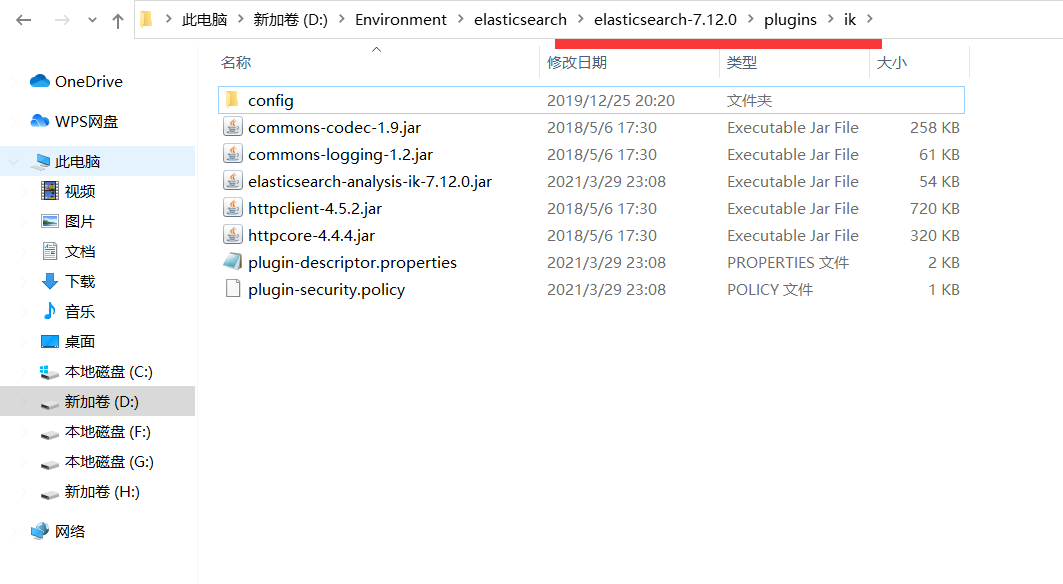 此电脑 新加卷 (D:) Environment elasticsearch elasticsearch-7.12.0 plugins ik
名称 修改日期 类型 大小
OneDrive
WPS网盘
此电脑
视频
图片
文档
下载
音乐
桌面
本地磁盘 (C:)
新加卷 (D:)
本地磁盘 (F:)
本地磁盘 (G:)
新加卷 (H:)
网络
config 2019/12/25 20:20 文件夹
commons-codec-1.9.jar 2018/5/6 17:30 Executable Jar File 258 KB
commons-logging-1.2.jar 2018/5/6 17:30 Executable Jar File 61 KB
elasticsearch-analysis-ik-7.12.0.jar 2021/3/29 23:08 Executable Jar File 54 KB
httpclient-4.5.2.jar 2018/5/6 17:30 Executable Jar File 720 KB
httpcore-4.4.4.jar 2018/5/6 17:30 Executable Jar File 320 KB
plugin-descriptor.properties 2021/3/29 23:08 PROPERTIES 文件 2 KB
plugin-security.policy 2021/3/29 23:08 POLICY 文件 1 KB